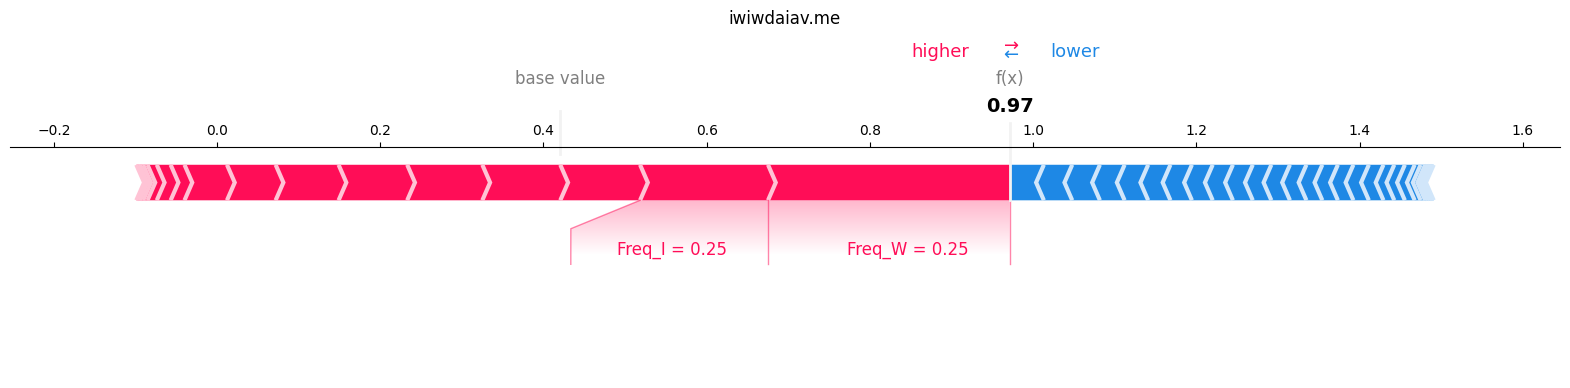 iwiwdaiav.me
higher → lower
←
base value f(x)
0.97
−0.2 0.0 0.2 0.4 0.6 0.8 1.0 1.2 1.4 1.6
Freq_I = 0.25 Freq_W = 0.25